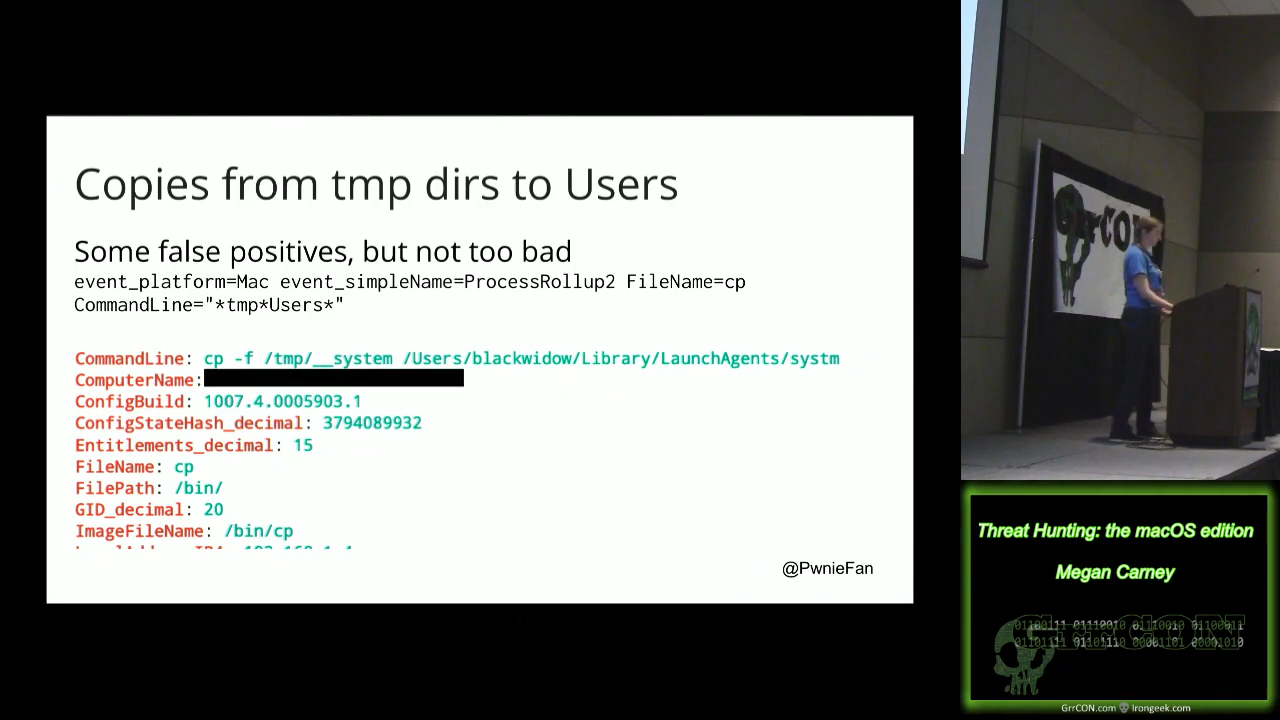 Copies from tmp dirs to Users
Some false positives, but not too bad
event_platform=Mac event_simpleName=ProcessRollup2 FileName=cp
CommandLine="*tmp*Users*"
CommandLine: cp -f /tmp/__system /Users/blackwidow/Library/LaunchAgents/systm
ComputerName:
ConfigBuild: 1007.4.0005903.1
ConfigStateHash_decimal: 3794089932
Entitlements_decimal: 15
FileName: cp
FilePath: /bin/
GID_decimal: 20
ImageFileName: /bin/cp
@PwnieFan
GrrCON
Threat Hunting: the macOS edition
Megan Carney
GrrCON
GrrCON.com Irongeek.com